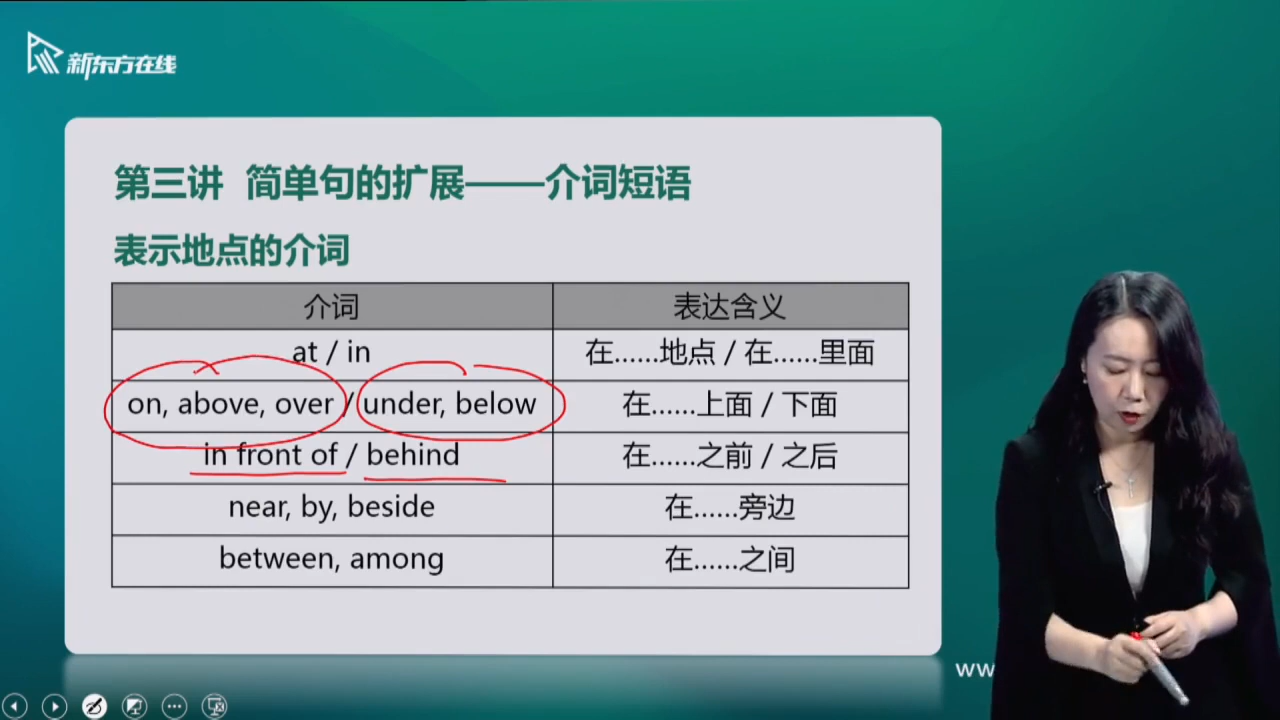 新东方在线
第三讲 简单句的扩展——介词短语
表示地点的介词
介词 表达含义
at / in 在……地点 / 在……里面
on, above, over / under, below 在……上面 / 下面
in front of / behind 在……之前 / 之后
near, by, beside 在……旁边
between, among 在……之间
www